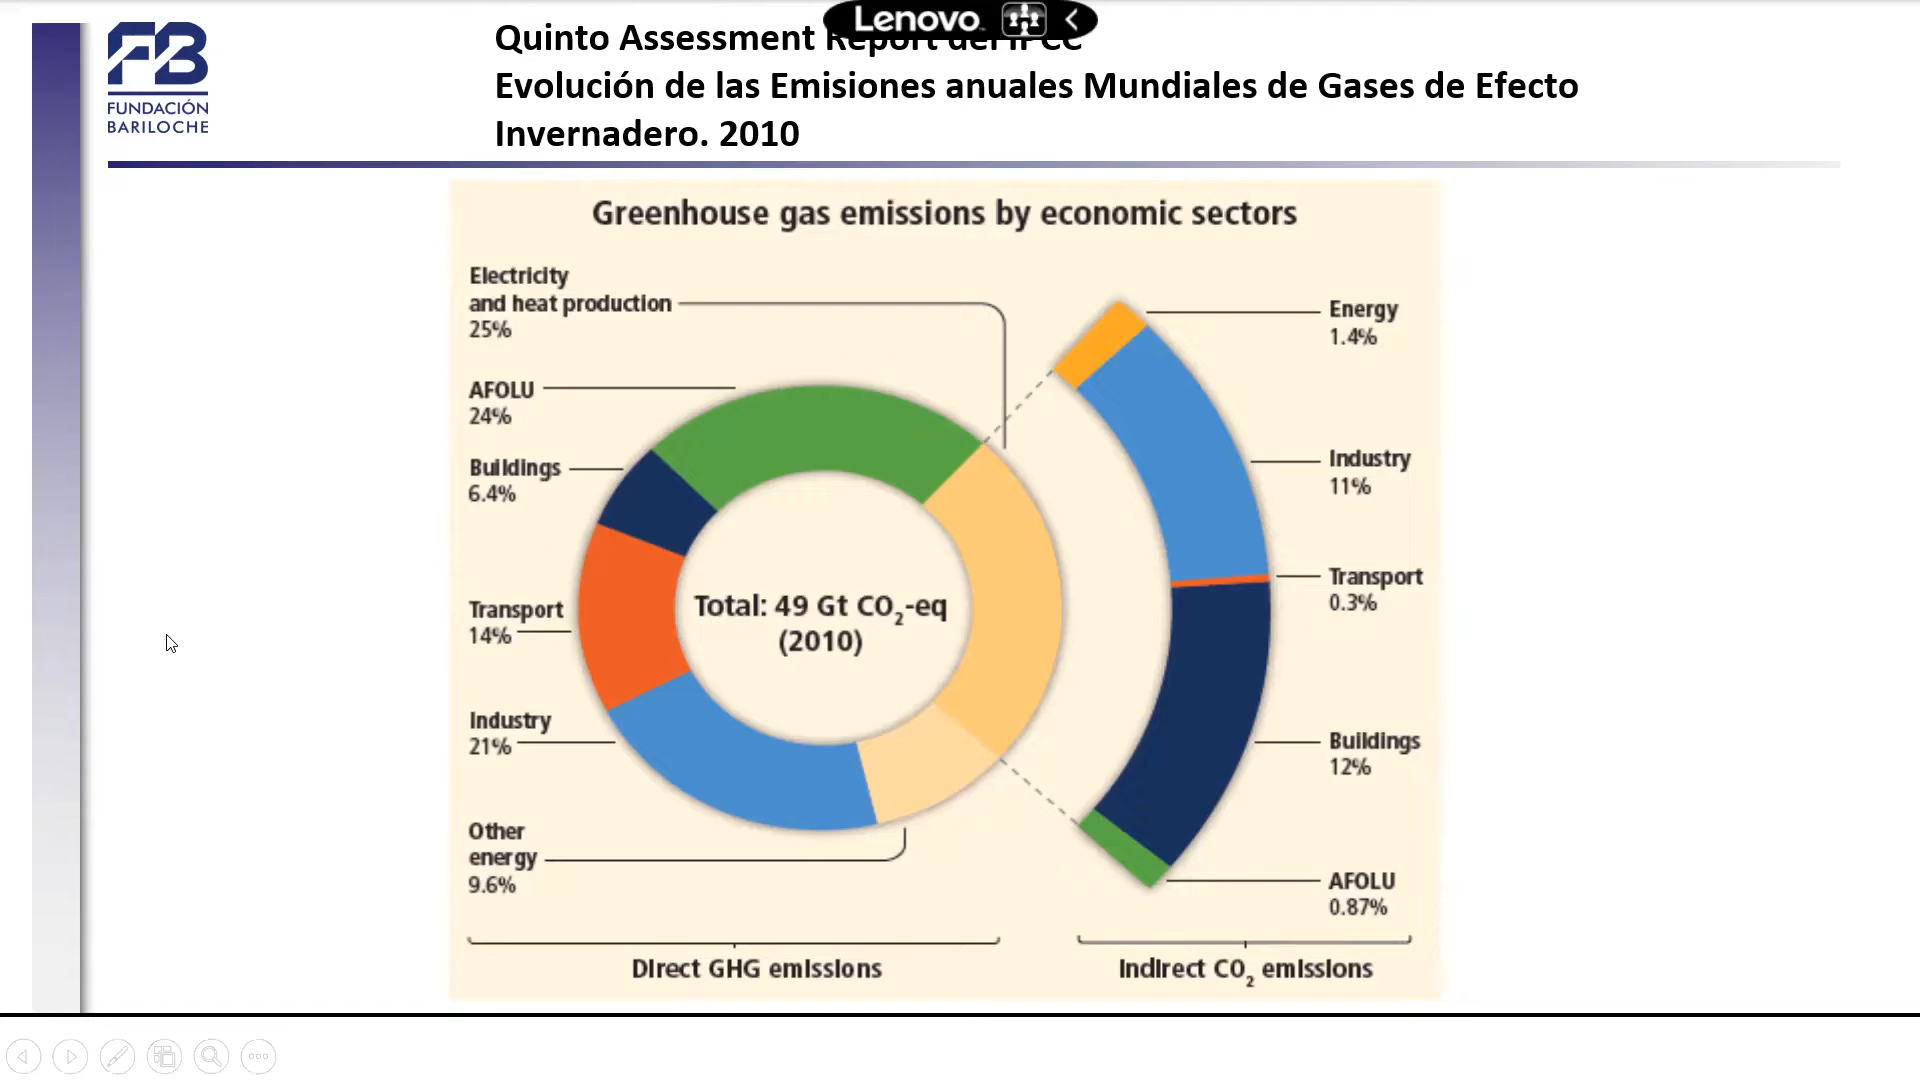 Lenovo
FB
FUNDACIÓN
BARILOCHE
Quinto Assessment Report del IPCC
Evolución de las Emisiones anuales Mundiales de Gases de Efecto
Invernadero. 2010
Greenhouse gas emissions by economic sectors
Electricity
and heat production
25%
AFOLU
24%
Buildings
6.4%
Transport
14%
Industry
21%
Other
energy
9.6%
Total: 49 Gt CO₂-eq
(2010)
Energy
1.4%
Industry
11%
Transport
0.3%
Buildings
12%
AFOLU
0.87%
Direct GHG emissions
Indirect CO₂ emissions